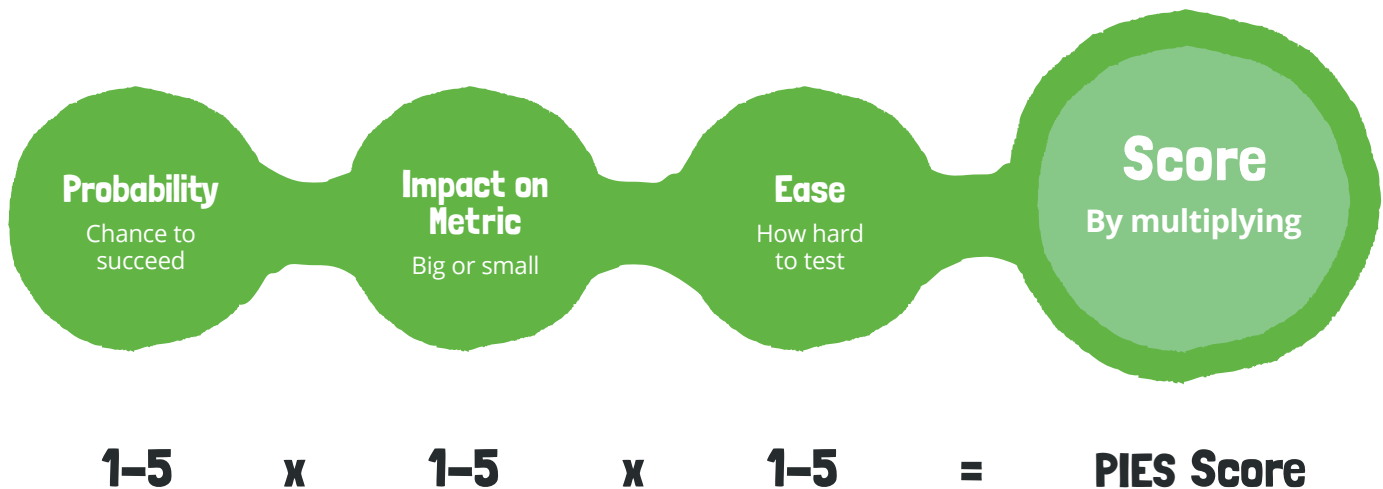 Probability
Chance to
succeed
Impact on
Metric
Big or small
Ease
How hard
to test
Score
By multiplying
1-5 x 1-5 x 1-5 = PIES Score